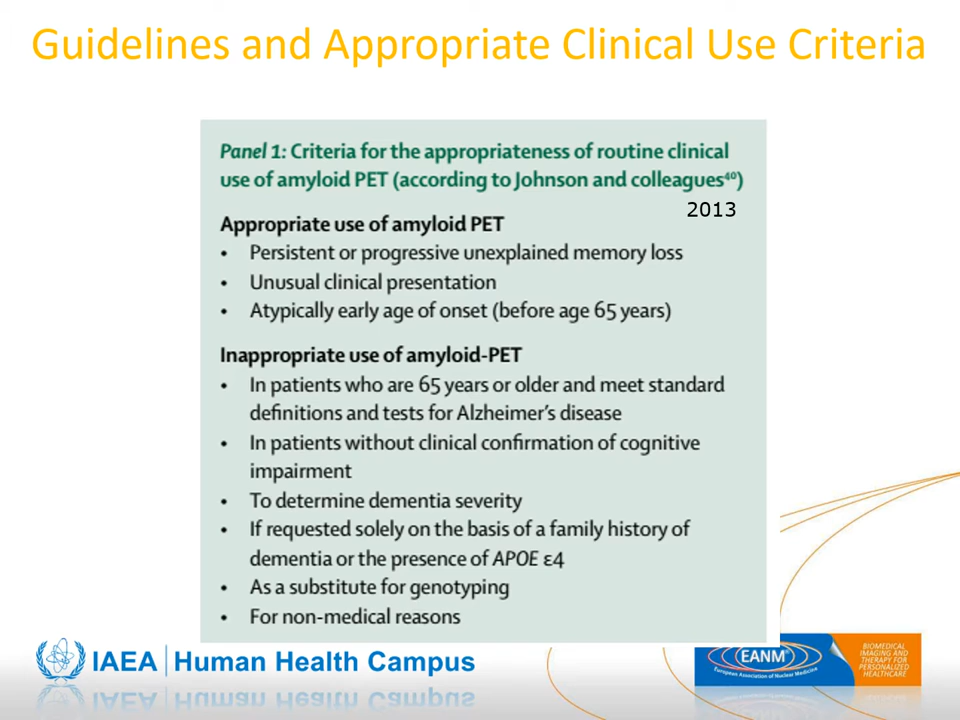 Guidelines and Appropriate Clinical Use Criteria
Panel 1: Criteria for the appropriateness of routine clinical
use of amyloid PET (according to Johnson and colleagues⁴⁰)
2013
Appropriate use of amyloid PET
• Persistent or progressive unexplained memory loss
• Unusual clinical presentation
• Atypically early age of onset (before age 65 years)
Inappropriate use of amyloid-PET
• In patients who are 65 years or older and meet standard
definitions and tests for Alzheimer's disease
• In patients without clinical confirmation of cognitive
impairment
• To determine dementia severity
• If requested solely on the basis of a family history of
dementia or the presence of APOE ε4
• As a substitute for genotyping
• For non-medical reasons
IAEA | Human Health Campus
EANM®
European Association of Nuclear Medicine
BIOMEDICAL
IMAGING AND
THERAPY FOR
PERSONALIZED
HEALTHCARE